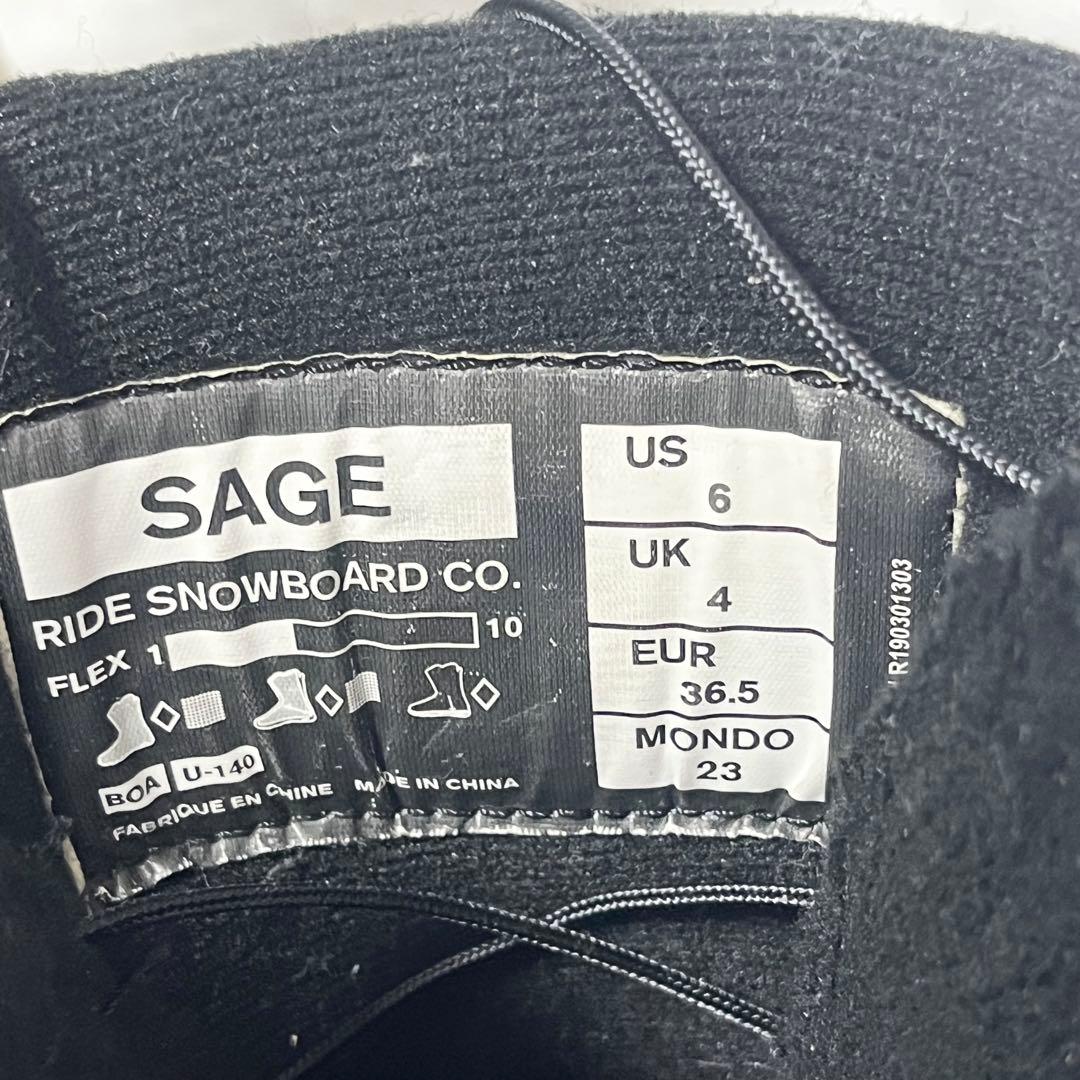 SAGE
RIDE SNOWBOARD CO.
FLEX 1 10
BOA U-140
FABRIQUE EN CHINE MADE IN CHINA
US
6
UK
4
EUR
36.5
MONDO
23
R190301303